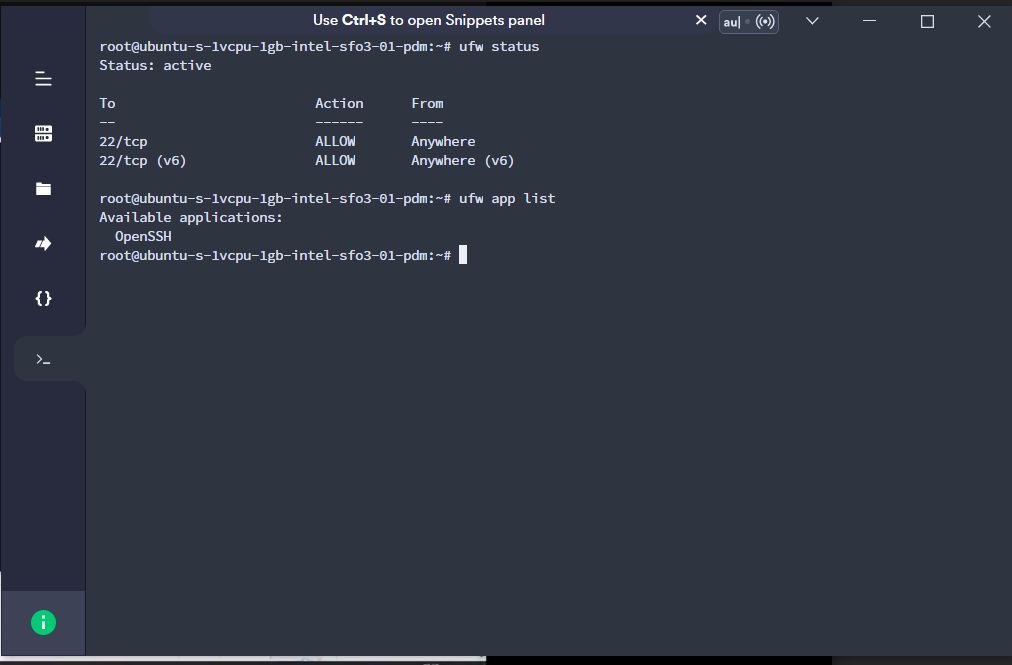 Use Ctrl+S to open Snippets panel
au|
root@ubuntu-s-1vcpu-1gb-intel-sfo3-01-pdm:~# ufw status
Status: active
To                         Action      From
--                         ------      ----
22/tcp                     ALLOW       Anywhere
22/tcp (v6)                ALLOW       Anywhere (v6)
root@ubuntu-s-1vcpu-1gb-intel-sfo3-01-pdm:~# ufw app list
Available applications:
  OpenSSH
root@ubuntu-s-1vcpu-1gb-intel-sfo3-01-pdm:~#